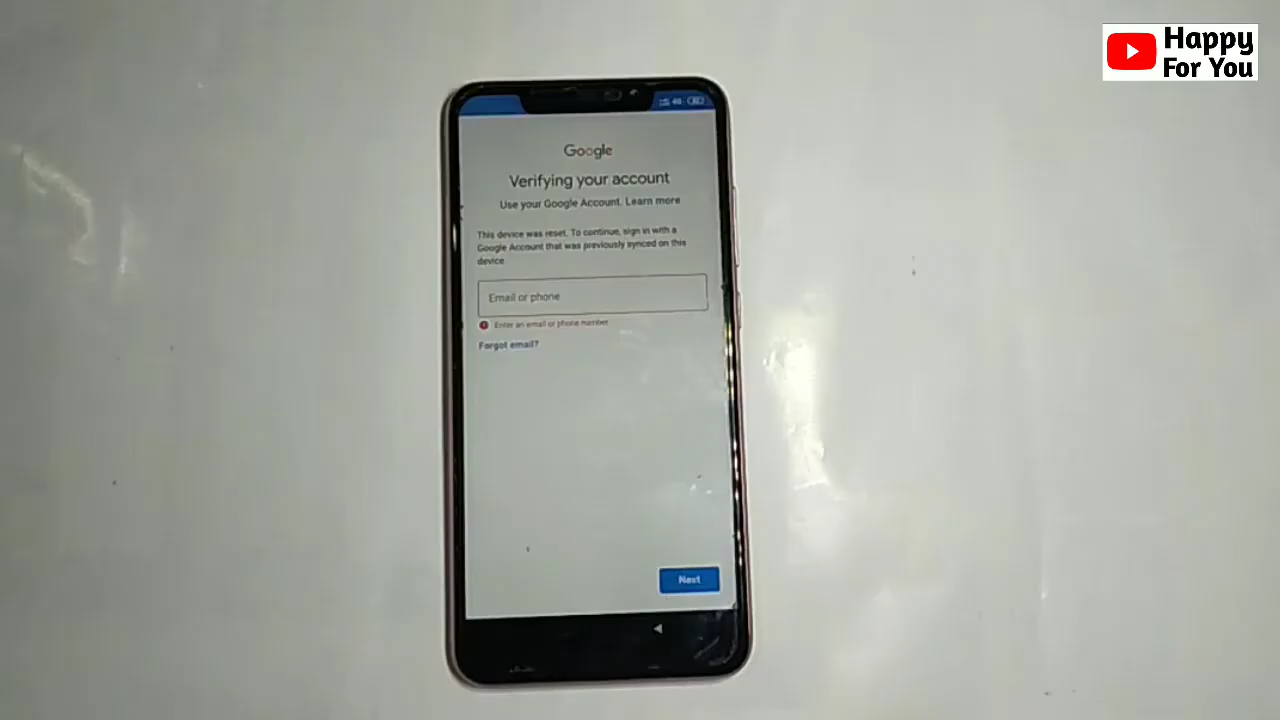 Happy
For You
4G
Google
Verifying your account
Use your Google Account. Learn more
This device was reset. To continue, sign in with a
Google Account that was previously synced on this
device
Email or phone
Enter an email or phone number
Forgot email?
Next